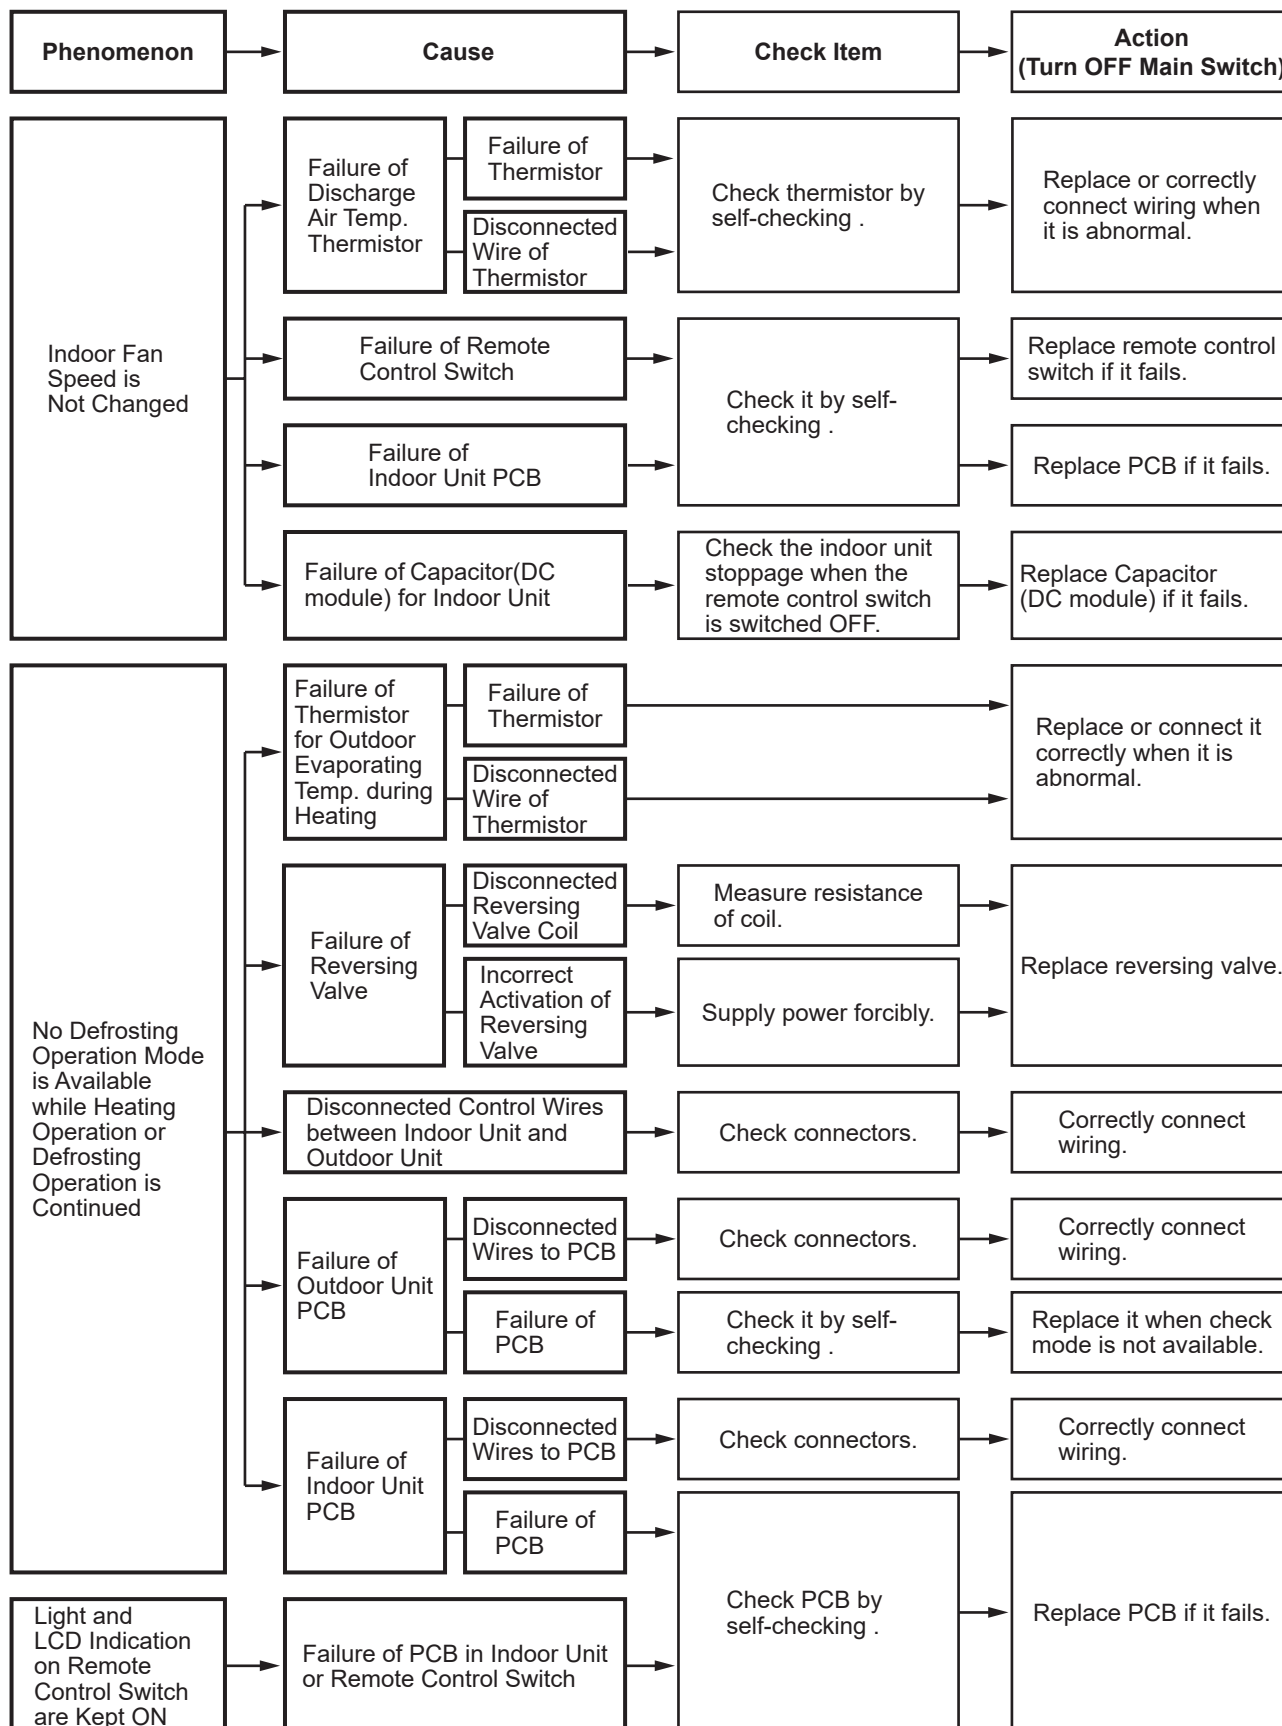 Phenomenon
Cause
Check Item
Action
(Turn OFF Main Switch)
Indoor Fan
Speed is
Not Changed
Failure of
Discharge
Air Temp.
Thermistor
Failure of
Thermistor
Disconnected
Wire of
Thermistor
Check thermistor by
self-checking .
Replace or correctly
connect wiring when
it is abnormal.
Failure of Remote
Control Switch
Check it by self-
checking .
Replace remote control
switch if it fails.
Failure of
Indoor Unit PCB
Replace PCB if it fails.
Failure of Capacitor(DC
module) for Indoor Unit
Check the indoor unit
stoppage when the
remote control switch
is switched OFF.
Replace Capacitor
(DC module) if it fails.
No Defrosting
Operation Mode
is Available
while Heating
Operation or
Defrosting
Operation is
Continued
Failure of
Thermistor
for Outdoor
Evaporating
Temp. during
Heating
Failure of
Thermistor
Disconnected
Wire of
Thermistor
Replace or connect it
correctly when it is
abnormal.
Failure of
Reversing
Valve
Disconnected
Reversing
Valve Coil
Measure resistance
of coil.
Incorrect
Activation of
Reversing
Valve
Supply power forcibly.
Replace reversing valve.
Disconnected Control Wires
between Indoor Unit and
Outdoor Unit
Check connectors.
Correctly connect
wiring.
Failure of
Outdoor Unit
PCB
Disconnected
Wires to PCB
Check connectors.
Correctly connect
wiring.
Failure of
PCB
Check it by self-
checking .
Replace it when check
mode is not available.
Failure of
Indoor Unit
PCB
Disconnected
Wires to PCB
Check connectors.
Correctly connect
wiring.
Failure of
PCB
Check PCB by
self-checking .
Replace PCB if it fails.
Light and
LCD Indication
on Remote
Control Switch
are Kept ON
Failure of PCB in Indoor Unit
or Remote Control Switch